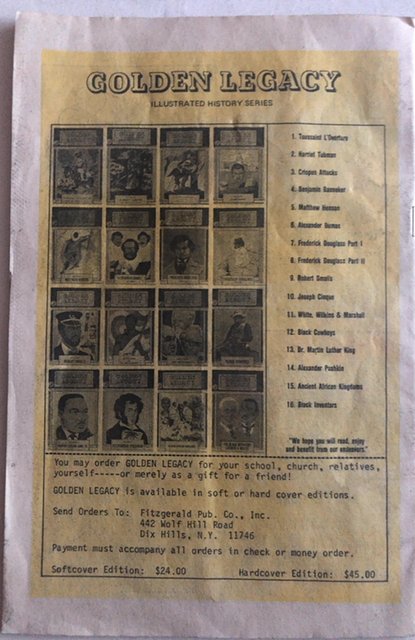 GOLDEN LEGACY
ILLUSTRATED HISTORY SERIES
1. Toussaint L'Overture
2. Harriet Tubman
3. Crispus Attucks
4. Benjamin Banneker
5. Matthew Henson
6. Alexander Dumas
7. Frederick Douglass Part I
8. Frederick Douglass Part II
9. Robert Smalls
10. Joseph Cinque
11. White, Wilkins & Marshall
12. Black Cowboys
13. Dr. Martin Luther King
14. Alexander Pushkin
15. Ancient African Kingdoms
16. Black Inventors
"We hope you will read, enjoy
and benefit from our endeavors."
You may order GOLDEN LEGACY for your school, church, relatives,
yourself-----or merely as a gift for a friend!
GOLDEN LEGACY is available in soft or hard cover editions.
Send Orders To: Fitzgerald Pub. Co., Inc.
442 Wolf Hill Road
Dix Hills, N.Y. 11746
Payment must accompany all orders in check or money order.
Softcover Edition: $24.00 Hardcover Edition: $45.00